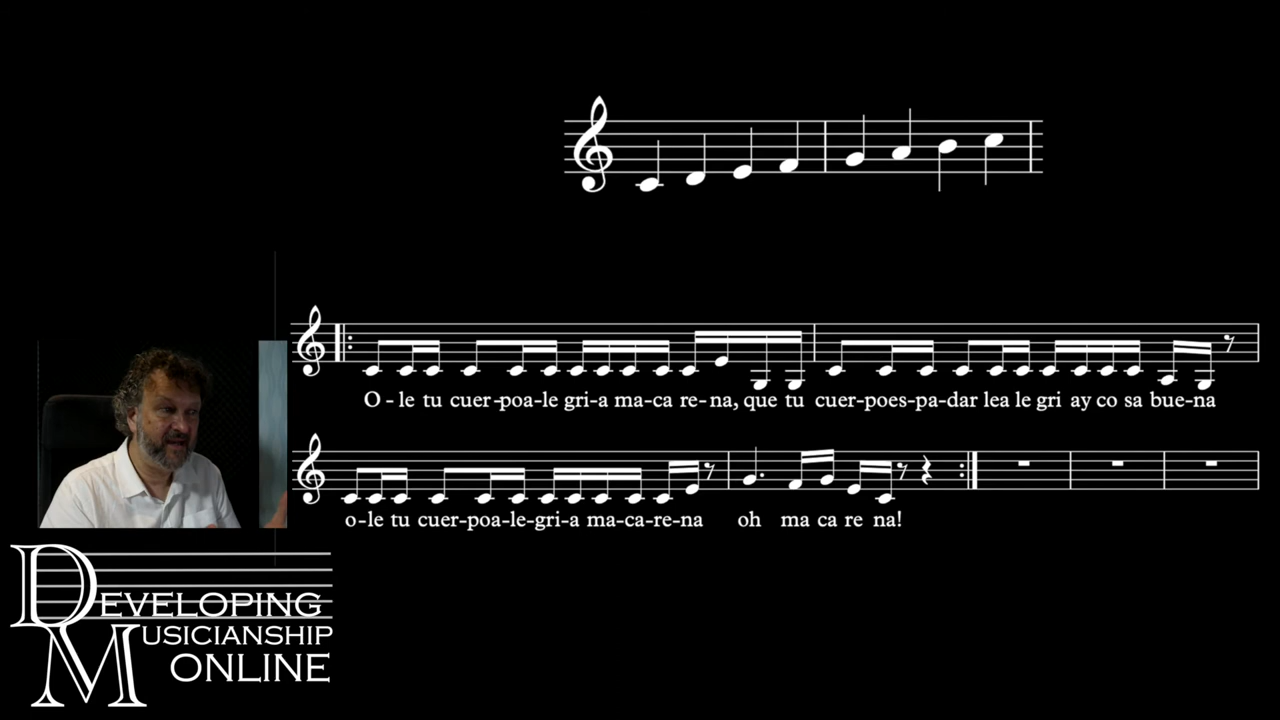 O - le tu cuer-poa-le gri-a ma-ca re-na, que tu cuer-poes-pa-dar lea le gri ay co sa bue-na
o-le tu cuer-poa-le-gri-a ma-ca-re-na oh ma ca re na!
DEVELOPING
MUSICIANSHIP
ONLINE